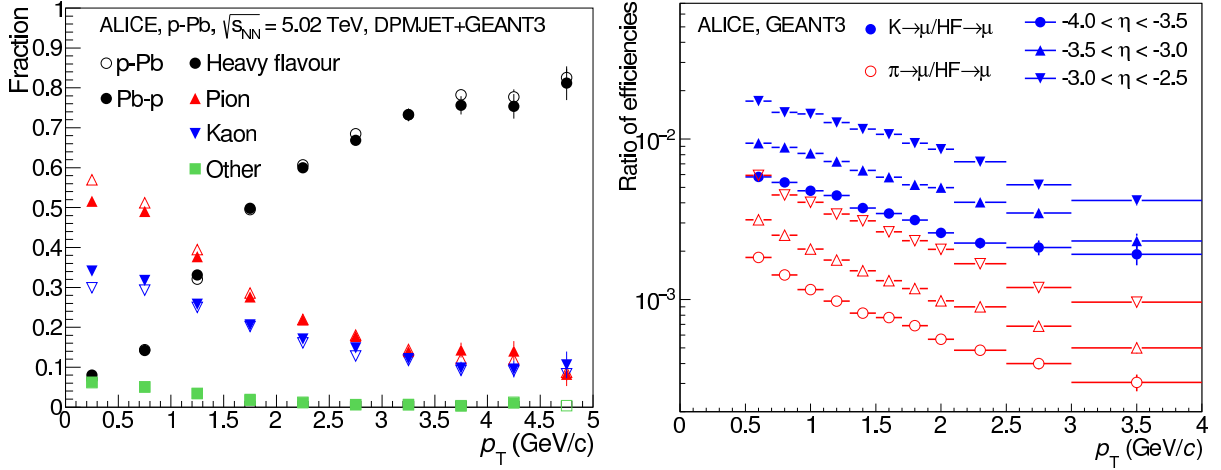 ALICE, p-Pb, √sNN = 5.02 TeV, DPMJET+GEANT3
p-Pb
Pb-p
Heavy flavour
Pion
Kaon
Other
Fraction
1
0.9
0.8
0.7
0.6
0.5
0.4
0.3
0.2
0.1
0
0 0.5 1 1.5 2 2.5 3 3.5 4 4.5 5
pT (GeV/c)
ALICE, GEANT3
K→μ/HF→μ
π→μ/HF→μ
-4.0 < η < -3.5
-3.5 < η < -3.0
-3.0 < η < -2.5
Ratio of efficiencies
10−2
10−3
0 0.5 1 1.5 2 2.5 3 3.5 4
pT (GeV/c)